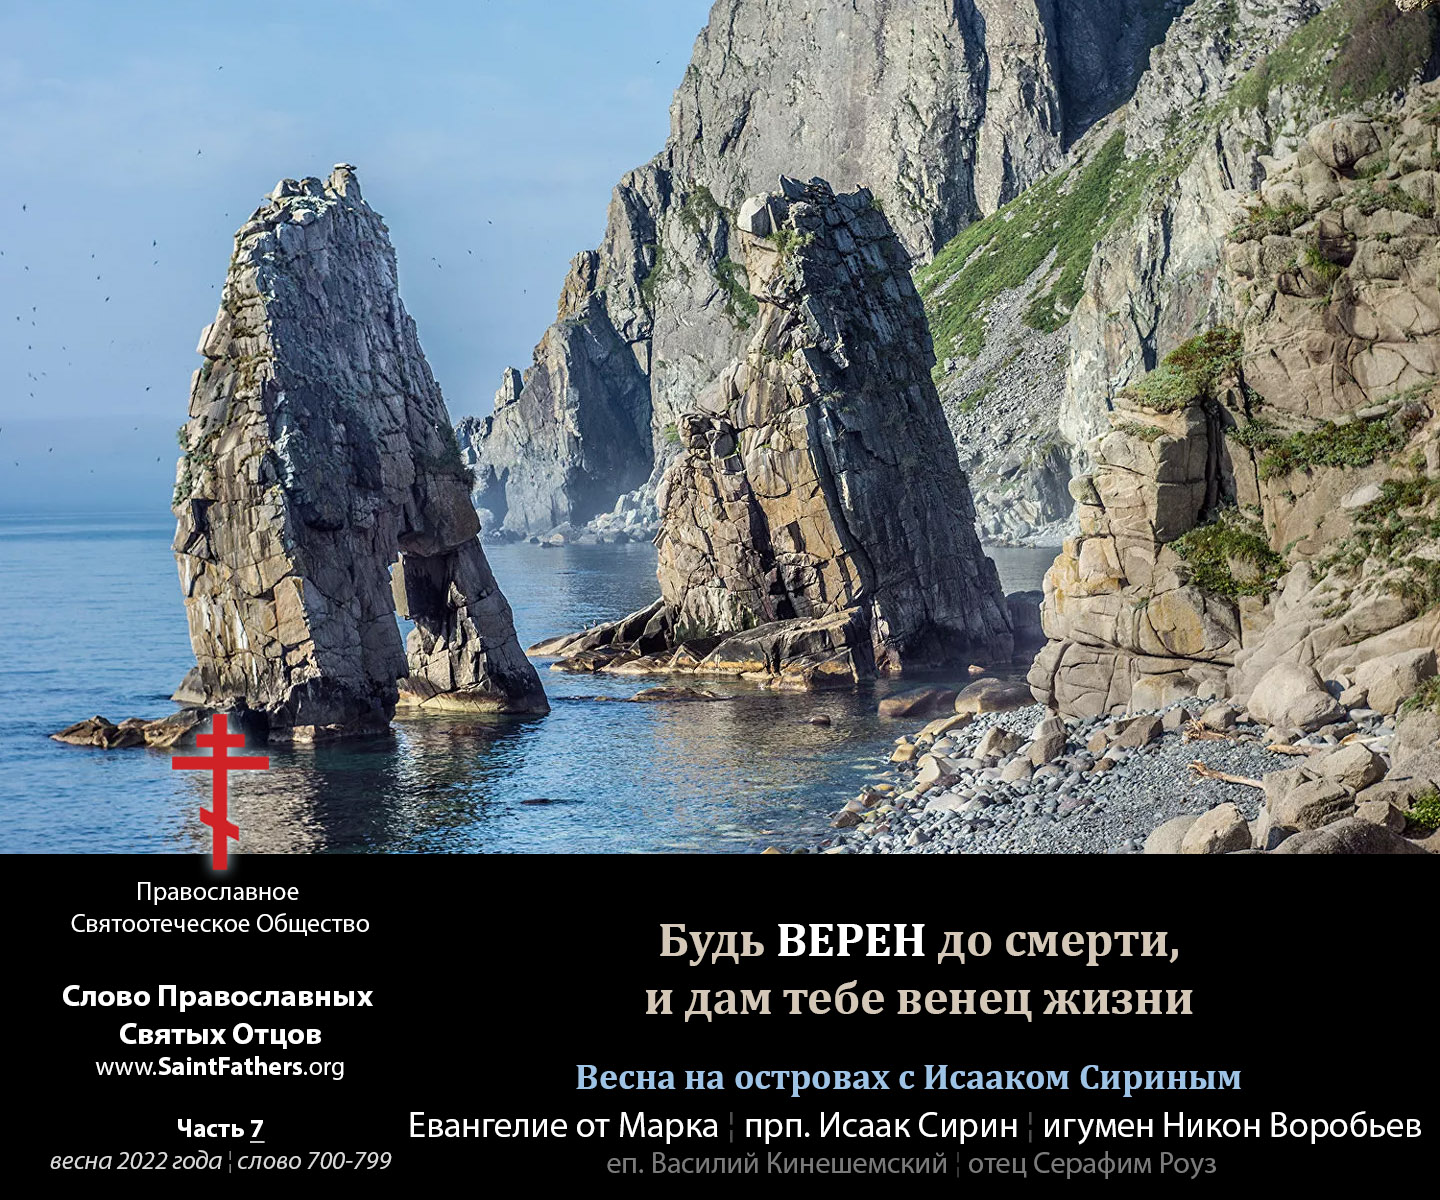 Православное
Святоотеческое Общество
Слово Православных
Святых Отцов
www.SaintFathers.org
Часть 7
весна 2022 года ¦ слово 700-799
Будь ВЕРЕН до смерти,
и дам тебе венец жизни
Весна на островах с Исааком Сириным
Евангелие от Марка ¦ прп. Исаак Сирин ¦ игумен Никон Воробьев
еп. Василий Кинешемский ¦ отец Серафим Роуз